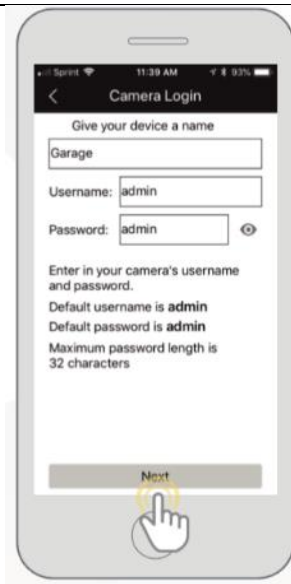 Sprint 11:39 AM 93%
Camera Login
Give your device a name
Garage
Username: admin
Password: admin
Enter in your camera's username
and password.
Default username is admin
Default password is admin
Maximum password length is
32 characters
Next